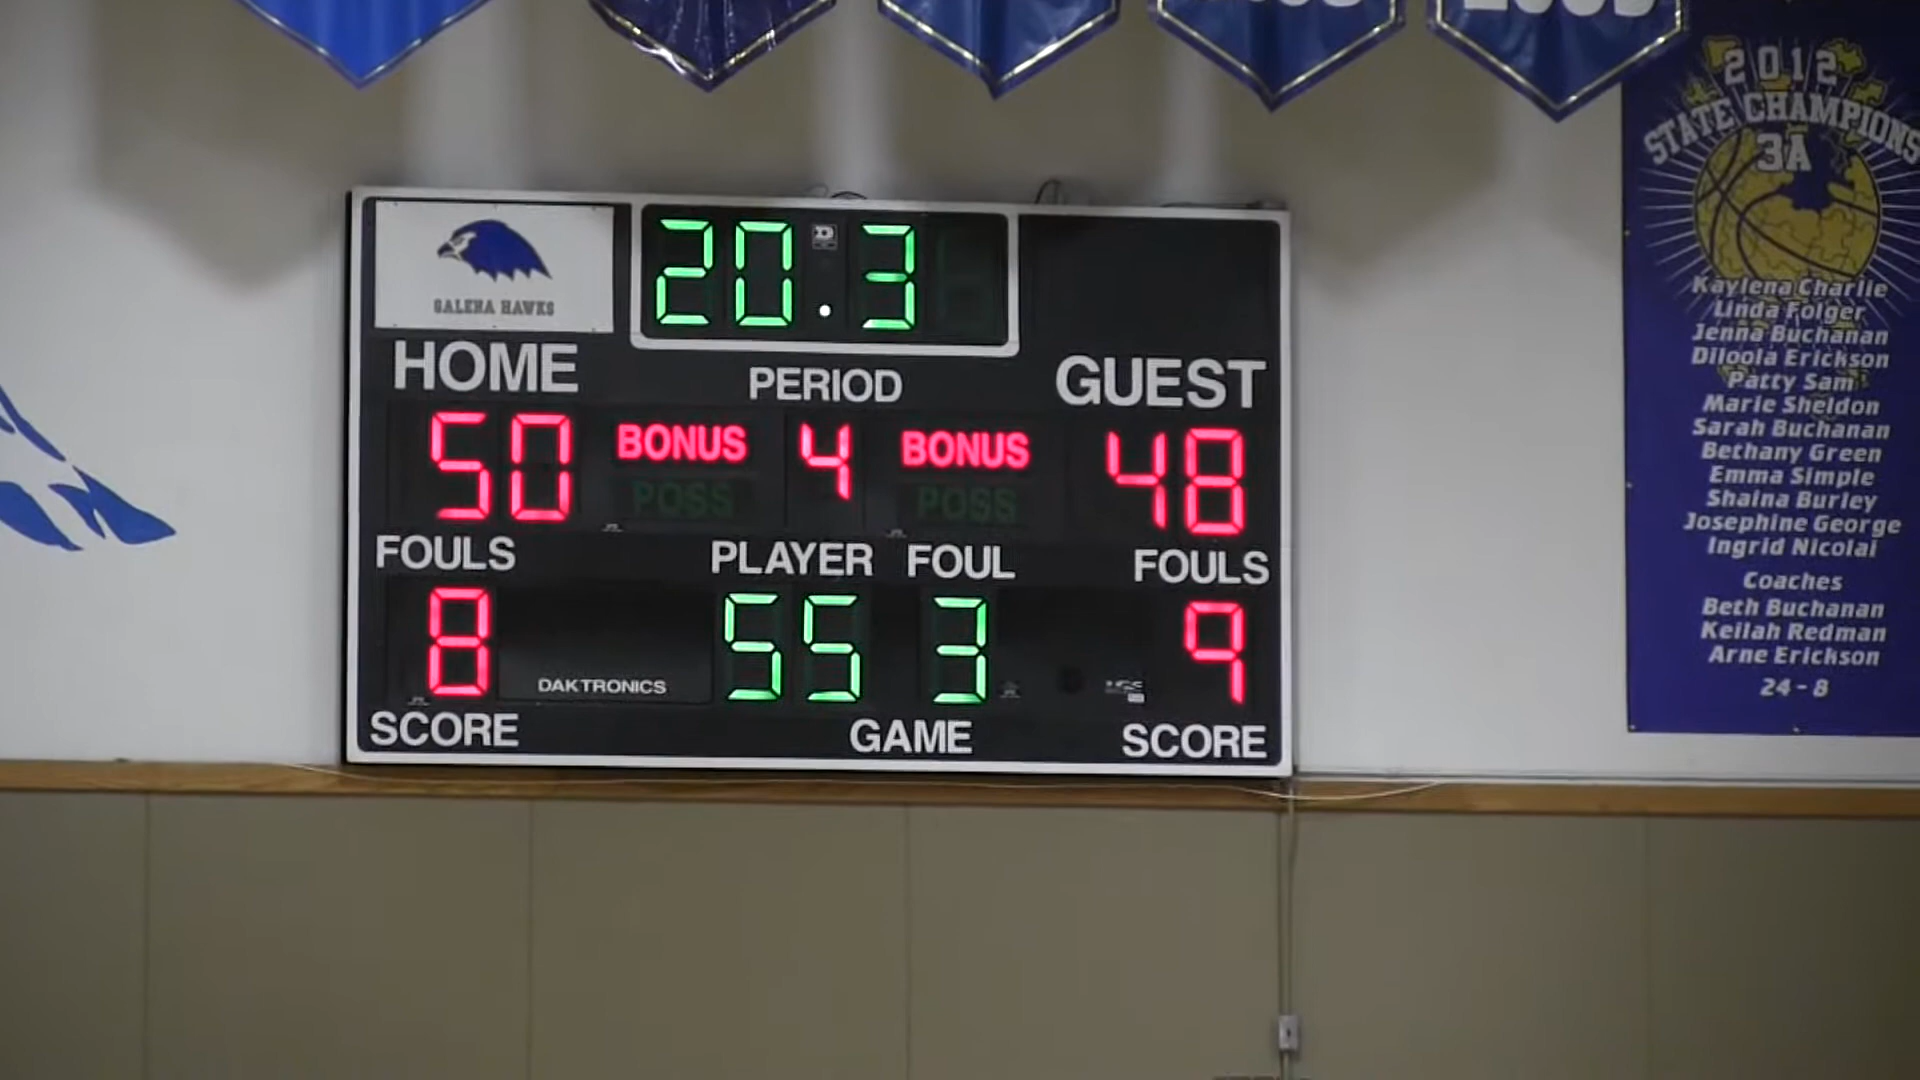 2012
STATE CHAMPIONS
3A
Kaylena Charlie
Linda Folger
Jenna Buchanan
Diloola Erickson
Patty Sam
Marie Sheldon
Sarah Buchanan
Bethany Green
Emma Simple
Shaina Burley
Josephine George
Ingrid Nicolai
Coaches
Beth Buchanan
Keilah Redman
Arne Erickson
24-8
GALENA HAWKS
20.3
HOME
PERIOD
GUEST
50
BONUS
4
BONUS
48
POSS
POSS
FOULS
PLAYER
FOUL
FOULS
8
DAKTRONICS
55
3
9
SCORE
GAME
SCORE